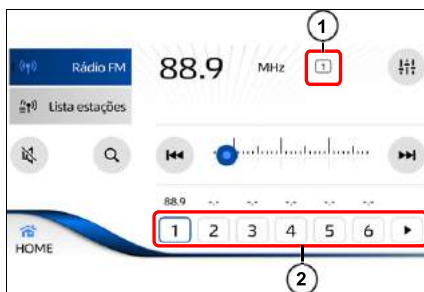 1
Rádio FM
88.9 MHz 1
Lista estações
88.9 -.- -.- -.- -.- -.-
1 2 3 4 5 6
HOME
2